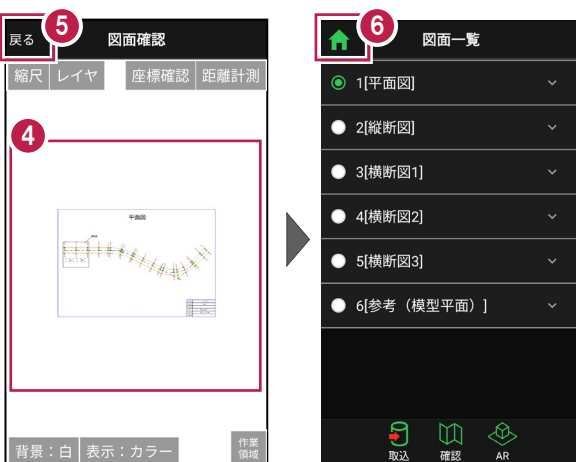 5
戻る 図面確認
縮尺 レイヤ 座標確認 距離計測
4
平面図
背景：白 表示：カラー 作業
領域
6
図面一覧
1[平面図]
2[縦断図]
3[横断図1]
4[横断図2]
5[横断図3]
6[参考（模型平面）]
取込 確認 AR